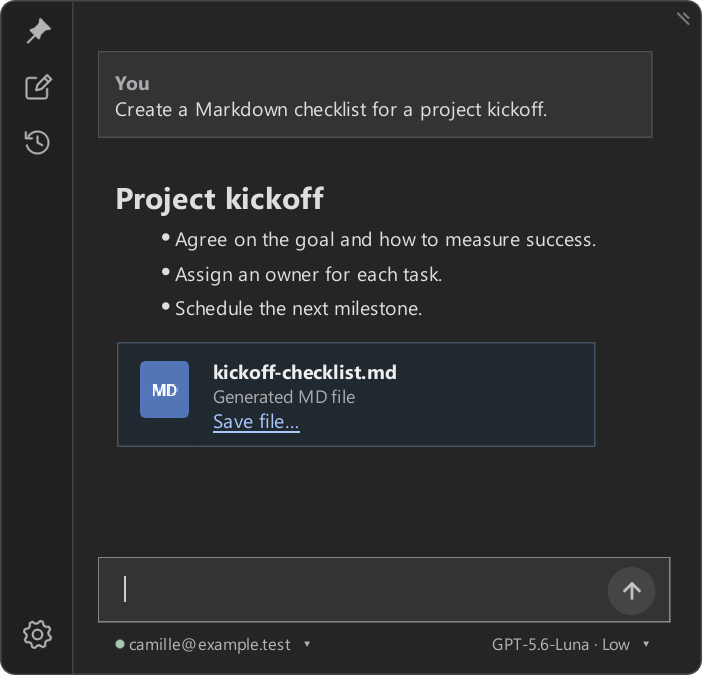 You
Create a Markdown checklist for a project kickoff.
Project kickoff
• Agree on the goal and how to measure success.
• Assign an owner for each task.
• Schedule the next milestone.
MD
kickoff-checklist.md
Generated MD file
Save file...
camille@example.test
GPT-5.6-Luna · Low